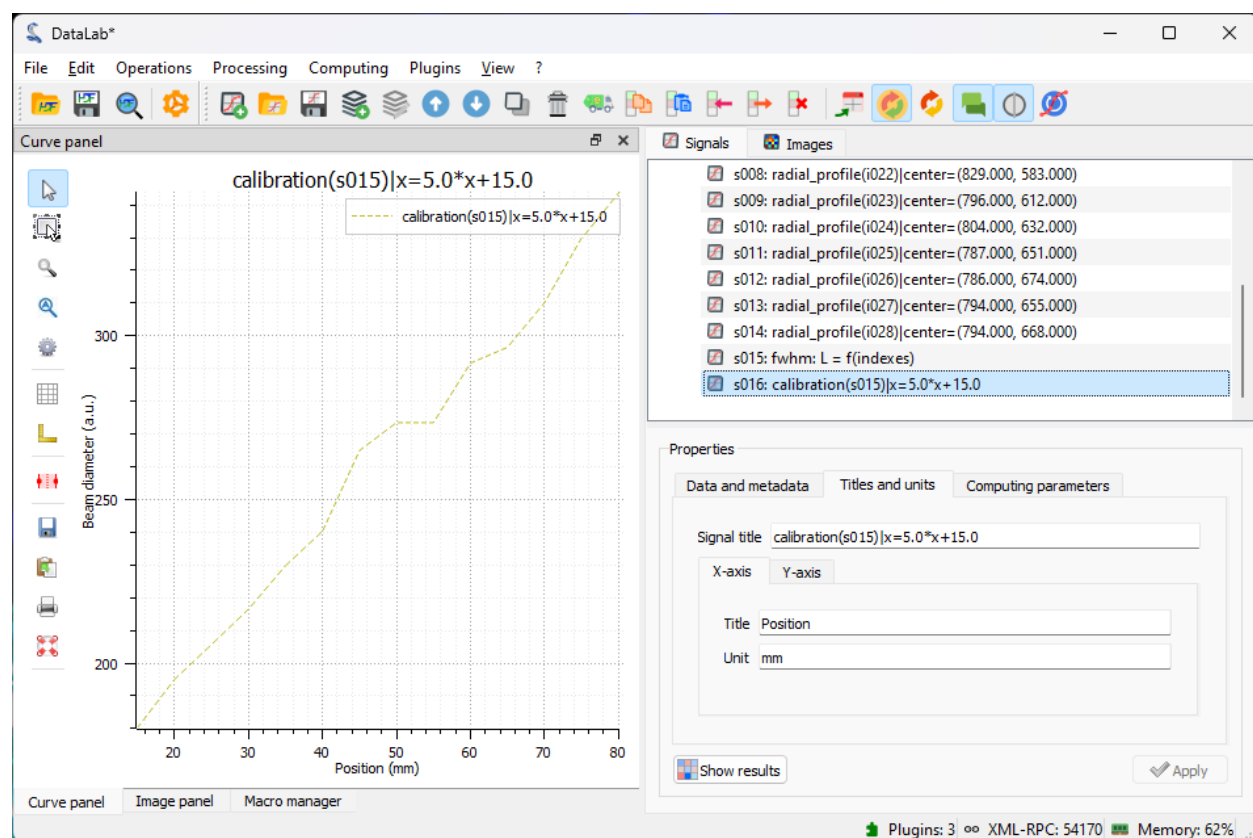 DataLab*
File Edit Operations Processing Computing Plugins View ?
Curve panel
calibration(s015)|x=5.0*x+15.0
calibration(s015)|x=5.0*x+15.0
300
250
200
Beam diameter (a.u.)
20 30 40 50 60 70 80
Position (mm)
Curve panel Image panel Macro manager
Signals Images
s008: radial_profile(i022)|center=(829.000, 583.000)
s009: radial_profile(i023)|center=(796.000, 612.000)
s010: radial_profile(i024)|center=(804.000, 632.000)
s011: radial_profile(i025)|center=(787.000, 651.000)
s012: radial_profile(i026)|center=(786.000, 674.000)
s013: radial_profile(i027)|center=(794.000, 655.000)
s014: radial_profile(i028)|center=(794.000, 668.000)
s015: fwhm: L = f(indexes)
s016: calibration(s015)|x=5.0*x+15.0
Properties
Data and metadata Titles and units Computing parameters
Signal title calibration(s015)|x=5.0*x+15.0
X-axis Y-axis
Title Position
Unit mm
Show results Apply
Plugins: 3 XML-RPC: 54170 Memory: 62%